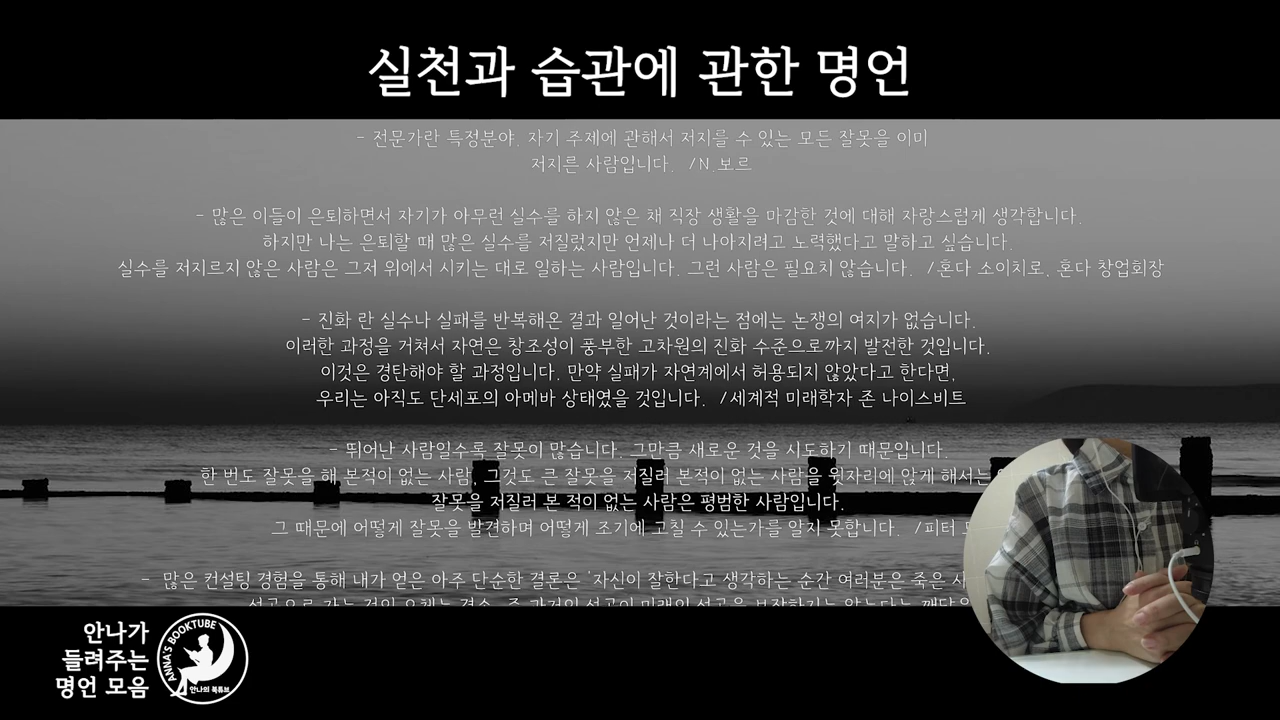 실천과 습관에 관한 명언
- 전문가란 특정분야, 자기 주제에 관해서 저지를 수 있는 모든 잘못을 이미
저지른 사람입니다. /N.보르
- 많은 이들이 은퇴하면서 자기가 아무런 실수를 하지 않은 채 직장 생활을 마감한 것에 대해 자랑스럽게 생각합니다.
하지만 나는 은퇴할 때 많은 실수를 저질렀지만 언제나 더 나아지려고 노력했다고 말하고 싶습니다.
실수를 저지르지 않은 사람은 그저 위에서 시키는 대로 일하는 사람입니다. 그런 사람은 필요치 않습니다. /혼다 소이치로, 혼다 창업회장
- 진화 란 실수나 실패를 반복해온 결과 일어난 것이라는 점에는 논쟁의 여지가 없습니다.
이러한 과정을 거쳐서 자연은 창조성이 풍부한 고차원의 진화 수준으로까지 발전한 것입니다.
이것은 경탄해야 할 과정입니다. 만약 실패가 자연계에서 허용되지 않았다고 한다면,
우리는 아직도 단세포의 아메바 상태였을 것입니다. /세계적 미래학자 존 나이스비트
- 뛰어난 사람일수록 잘못이 많습니다. 그만큼 새로운 것을 시도하기 때문입니다.
한 번도 잘못을 해 본적이 없는 사람, 그것도 큰 잘못을 저질러 본적이 없는 사람을 윗자리에 앉게 해서는
잘못을 저질러 본 적이 없는 사람은 평범한 사람입니다.
그 때문에 어떻게 잘못을 발견하며 어떻게 조기에 고칠 수 있는가를 알지 못합니다. /피터
- 많은 컨설팅 경험을 통해 내가 얻은 아주 단순한 결론은 '자신이 잘한다고 생각하는 순간 여러분은 죽은
안나가
들려주는
명언 모음
ANNA'S BOOKTUBE
안나의 북튜브